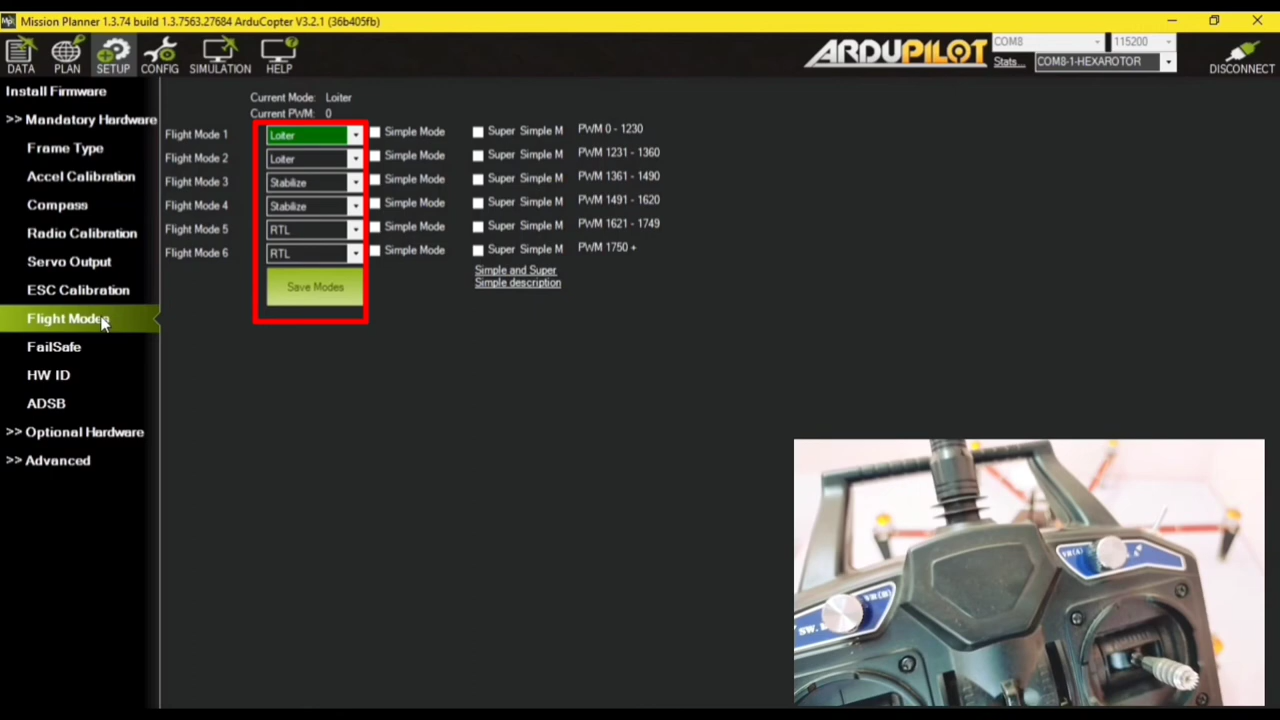 Mission Planner 1.3.74 build 1.3.7563.27684 ArduCopter V3.2.1 (36b405fb)
DATA PLAN SETUP CONFIG SIMULATION HELP
ARDUPILOT
COM8 115200
Stats... COM8-1-HEXAROTOR
DISCONNECT
Install Firmware
>> Mandatory Hardware
Frame Type
Accel Calibration
Compass
Radio Calibration
Servo Output
ESC Calibration
Flight Modes
FailSafe
HW ID
ADSB
>> Optional Hardware
>> Advanced
Current Mode: Loiter
Current PWM: 0
Flight Mode 1 Loiter Simple Mode Super Simple M PWM 0 - 1230
Flight Mode 2 Loiter Simple Mode Super Simple M PWM 1231 - 1360
Flight Mode 3 Stabilize Simple Mode Super Simple M PWM 1361 - 1490
Flight Mode 4 Stabilize Simple Mode Super Simple M PWM 1491 - 1620
Flight Mode 5 RTL Simple Mode Super Simple M PWM 1621 - 1749
Flight Mode 6 RTL Simple Mode Super Simple M PWM 1750 +
Simple and Super
Simple description
Save Modes
VR(A)
VR(B)